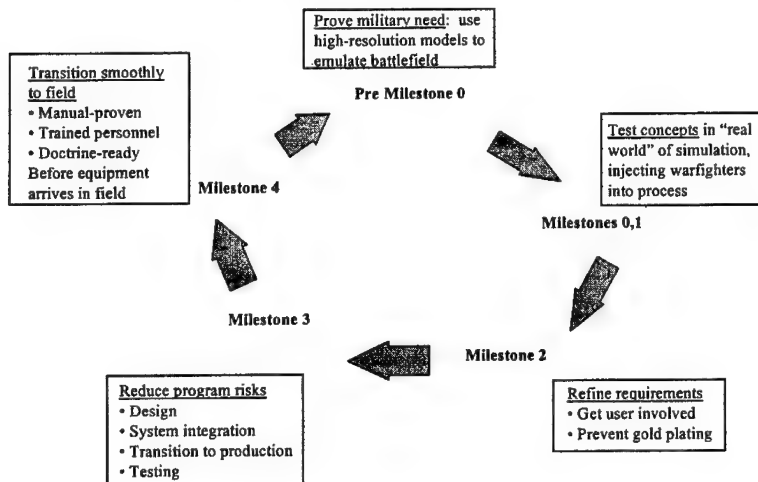 Prove military need: use
high-resolution models to
emulate battlefield
Pre Milestone 0
Test concepts in "real
world" of simulation,
injecting warfighters
into process
Milestones 0,1
Refine requirements
• Get user involved
• Prevent gold plating
Milestone 2
Reduce program risks
• Design
• System integration
• Transition to production
• Testing
Milestone 3
Transition smoothly
to field
• Manual-proven
• Trained personnel
• Doctrine-ready
Before equipment
arrives in field
Milestone 4